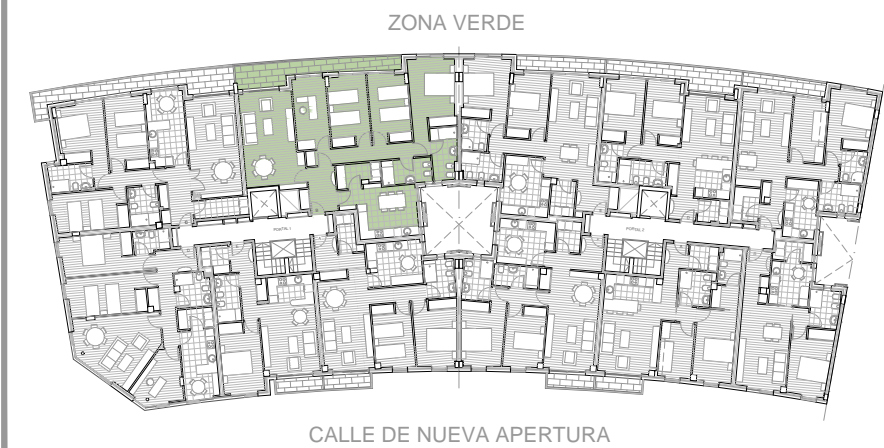 ZONA VERDE
PORTAL 1
PORTAL 2
CALLE DE NUEVA APERTURA